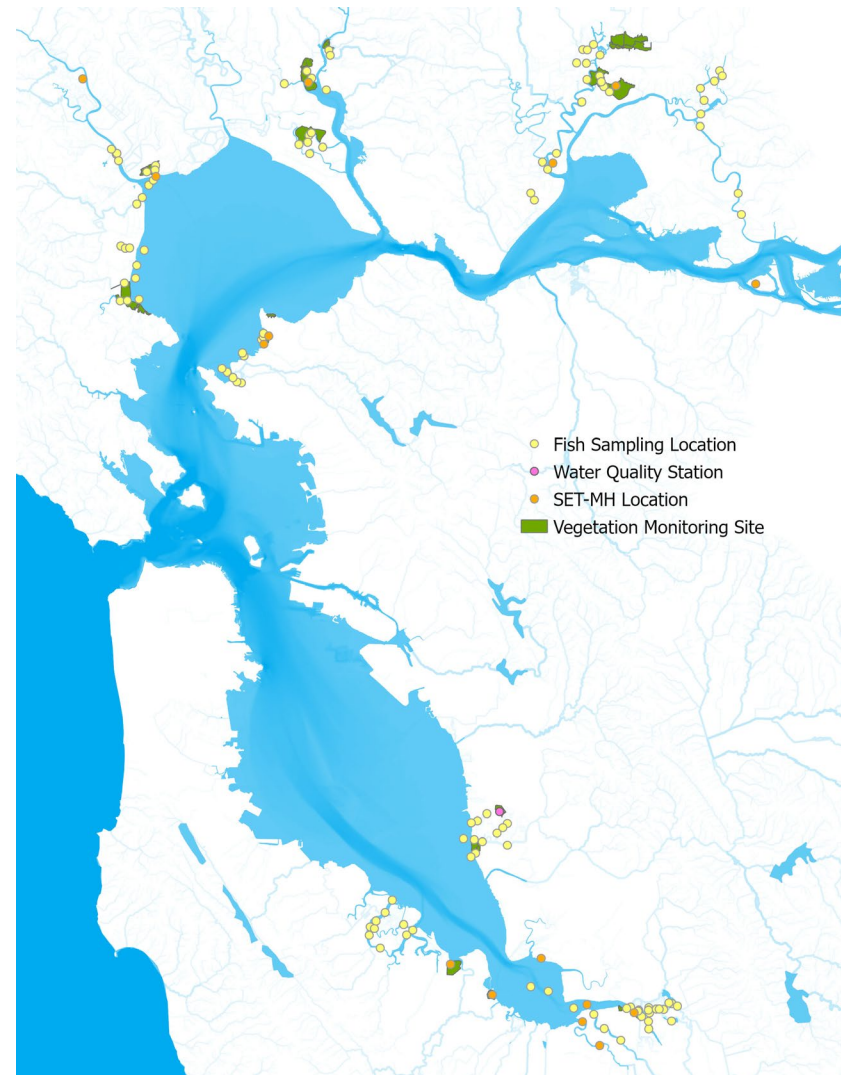 Fish Sampling Location
Water Quality Station
SET-MH Location
Vegetation Monitoring Site